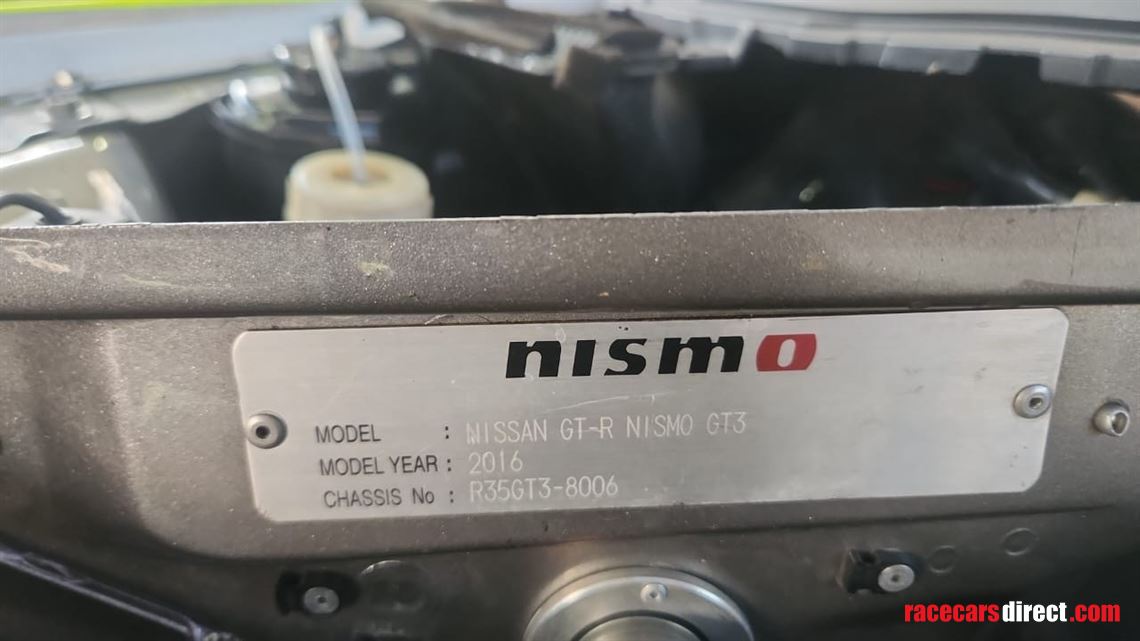 nismo
MODEL : NISSAN GT-R NISMO GT3
MODEL YEAR : 2016
CHASSIS No : R35GT3-8006
racecarsdirect.com